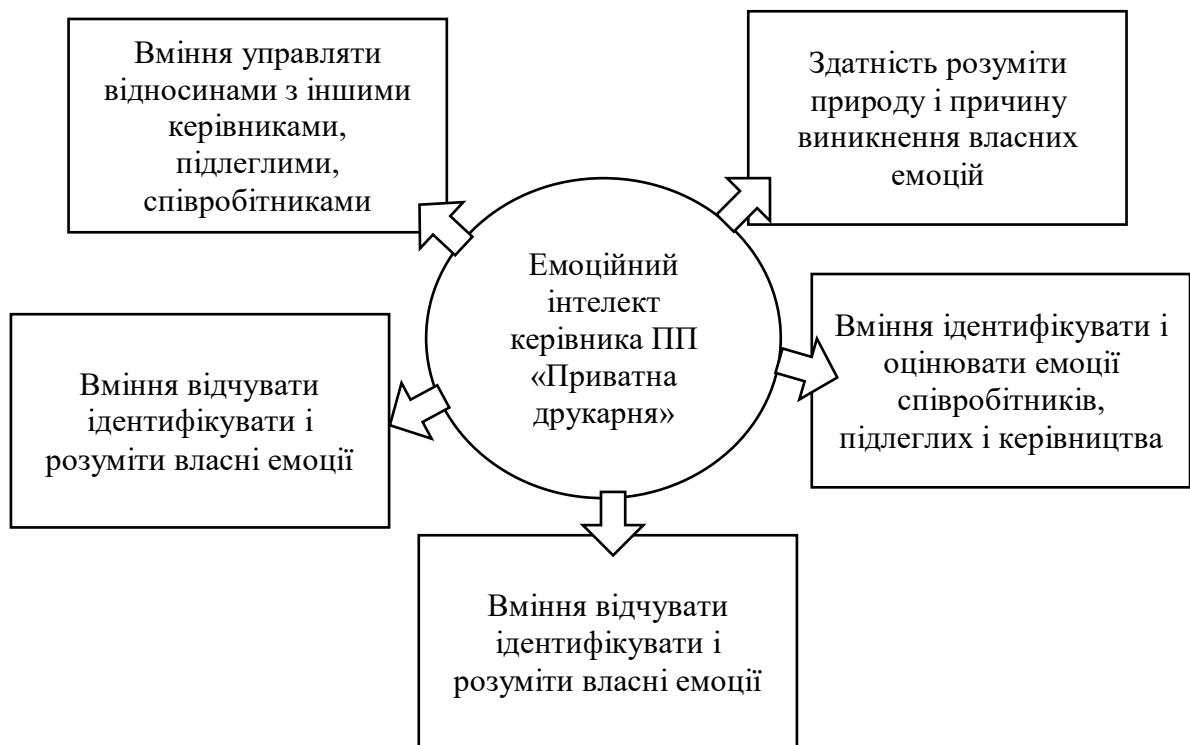 Вміння управляти
відносинами з іншими
керівниками,
підлеглими,
співробітниками
Здатність розуміти
природу і причину
виникнення власних
емоцій
Емоційний
інтелект
керівника ПП
«Приватна
друкарня»
Вміння відчувати
ідентифікувати і
розуміти власні емоції
Вміння ідентифікувати і
оцінювати емоції
співробітників,
підлеглих і керівництва
Вміння відчувати
ідентифікувати і
розуміти власні емоції